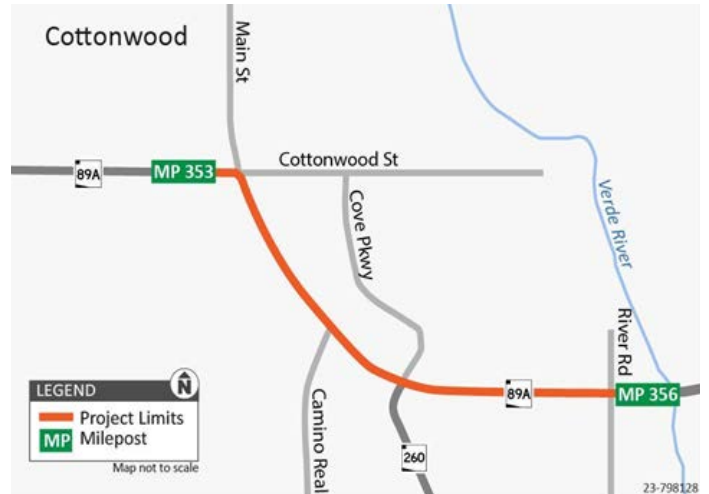 Cottonwood
Main St
89A
MP 353
Cottonwood St
Cove Pkwy
Verde River
River Rd
89A
MP 356
Camino Real
260
LEGEND
N
Project Limits
MP Milepost
Map not to scale
23-798128